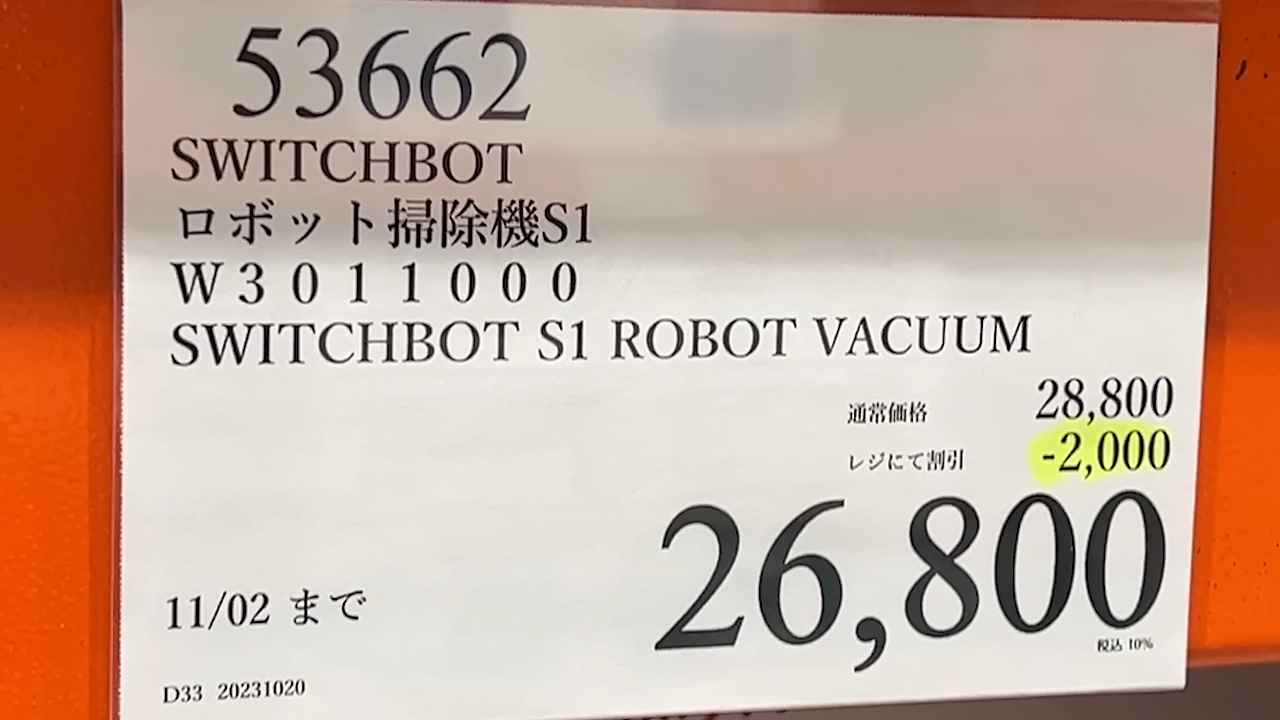 53662
SWITCHBOT
ロボット掃除機S1
W3011000
SWITCHBOT S1 ROBOT VACUUM
通常価格 28,800
レジにて割引 -2,000
26,800
税込 10%
11/02 まで
D33 20231020